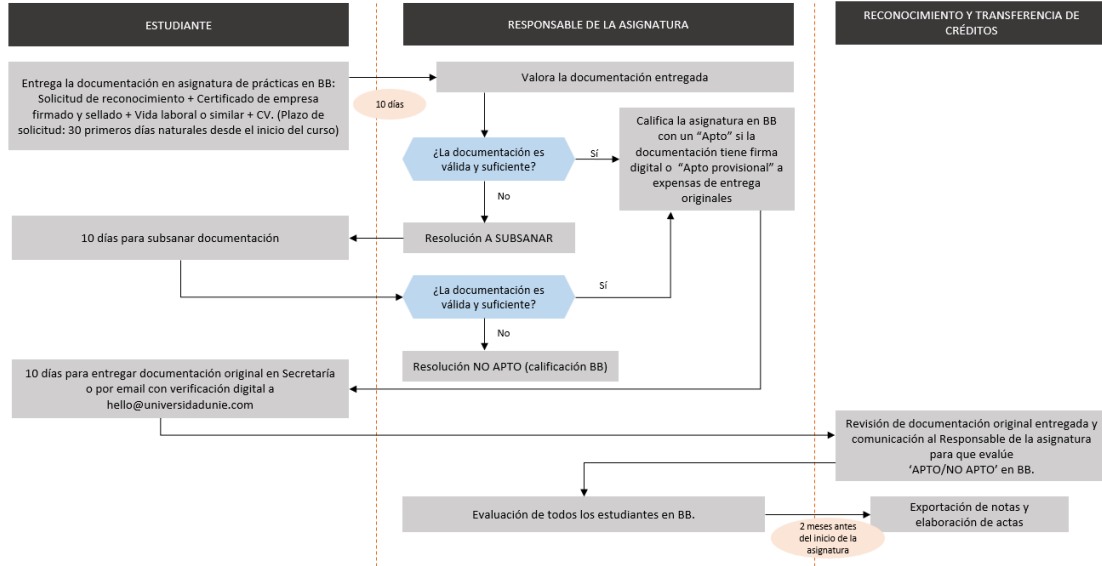 ESTUDIANTE
RESPONSABLE DE LA ASIGNATURA
RECONOCIMIENTO Y TRANSFERENCIA DE
CRÉDITOS
Entrega la documentación en asignatura de prácticas en BB:
Solicitud de reconocimiento + Certificado de empresa
firmado y sellado + Vida laboral o similar + CV. (Plazo de
solicitud: 30 primeros días naturales desde el inicio del curso)
10 días
Valora la documentación entregada
¿La documentación es
válida y suficiente?
Sí
No
Califica la asignatura en BB
con un “Apto” si la
documentación tiene firma
digital o “Apto provisional” a
expensas de entrega
originales
Resolución A SUBSANAR
10 días para subsanar documentación
¿La documentación es
válida y suficiente?
Sí
No
Resolución NO APTO (calificación BB)
10 días para entregar documentación original en Secretaría
o por email con verificación digital a
hello@universidadunie.com
Revisión de documentación original entregada y
comunicación al Responsable de la asignatura
para que evalúe
‘APTO/NO APTO’ en BB.
Evaluación de todos los estudiantes en BB.
2 meses antes
del inicio de la
asignatura
Exportación de notas y
elaboración de actas